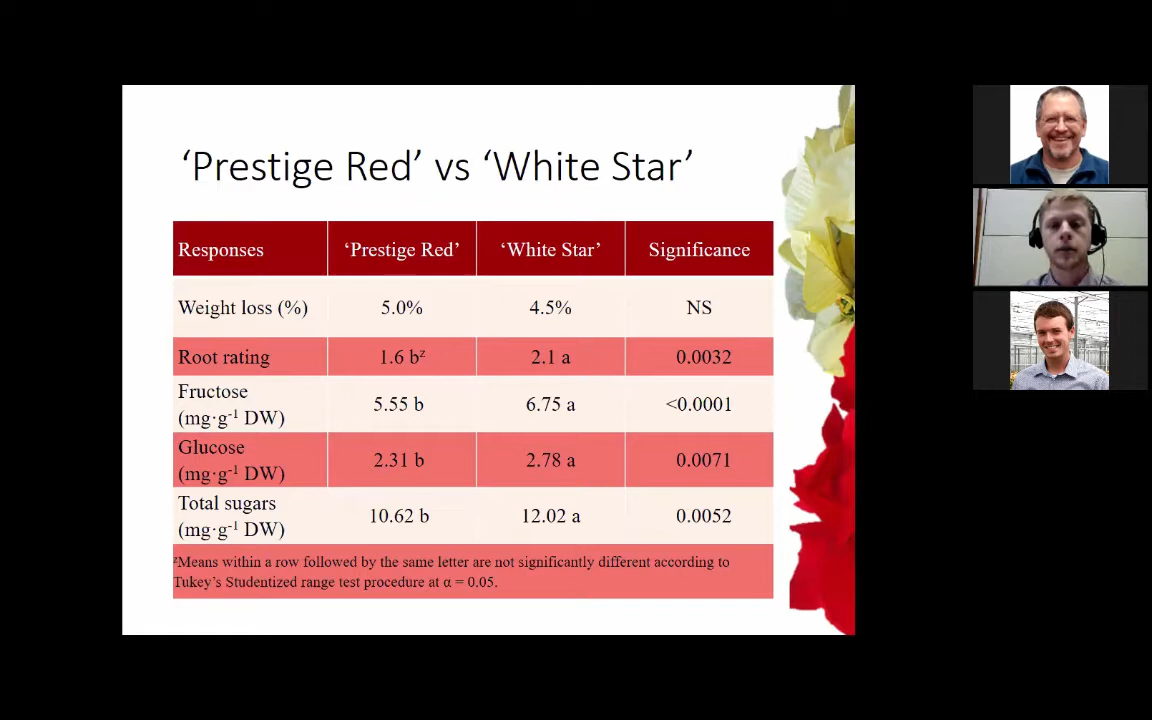 ‘Prestige Red’ vs ‘White Star’
Responses ‘Prestige Red’ ‘White Star’ Significance
Weight loss (%) 5.0% 4.5% NS
Root rating 1.6 bᶻ 2.1 a 0.0032
Fructose
(mg·g⁻¹ DW) 5.55 b 6.75 a <0.0001
Glucose
(mg·g⁻¹ DW) 2.31 b 2.78 a 0.0071
Total sugars
(mg·g⁻¹ DW) 10.62 b 12.02 a 0.0052
ᶻMeans within a row followed by the same letter are not significantly different according to
Tukey’s Studentized range test procedure at α = 0.05.